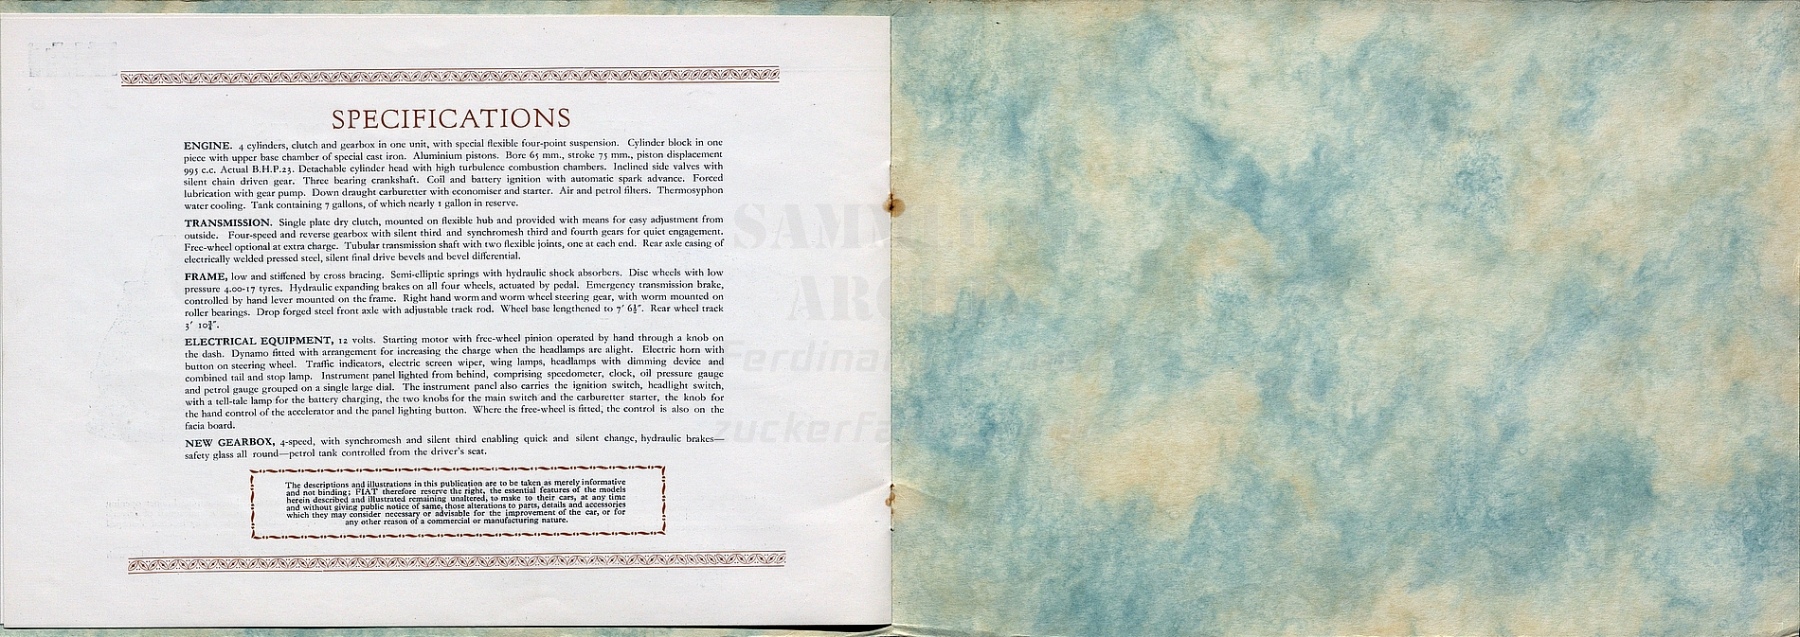 SPECIFICATIONS
ENGINE. 4 cylinders, clutch and gearbox in one unit, with special flexible four-point suspension. Cylinder block in one
piece with upper base chamber of special cast iron. Aluminium pistons. Bore 65 mm., stroke 75 mm., piston displacement
995 c.c. Actual B.H.P.23. Detachable cylinder head with high turbulence combustion chambers. Inclined side valves with
silent chain driven gear. Three bearing crankshaft. Coil and battery ignition with automatic spark advance. Forced
lubrication with gear pump. Down draught carburetter with economiser and starter. Air and petrol filters. Thermosyphon
water cooling. Tank containing 7 gallons, of which nearly 1 gallon in reserve.
TRANSMISSION. Single plate dry clutch, mounted on flexible hub and provided with means for easy adjustment from
outside. Four-speed and reverse gearbox with silent third and synchromesh third and fourth gears for quiet engagement.
Free-wheel optional at extra charge. Tubular transmission shaft with two flexible joints, one at each end. Rear axle casing of
electrically welded pressed steel, silent final drive bevels and bevel differential.
FRAME, low and stiffened by cross bracing. Semi-elliptic springs with hydraulic shock absorbers. Disc wheels with low
pressure 4.00-17 tyres. Hydraulic expanding brakes on all four wheels, actuated by pedal. Emergency transmission brake,
controlled by hand lever mounted on the frame. Right hand worm and worm wheel steering gear, with worm mounted on
roller bearings. Drop forged steel front axle with adjustable track rod. Wheel base lengthened to 7' 6½". Rear wheel track
3' 10¾".
ELECTRICAL EQUIPMENT, 12 volts. Starting motor with free-wheel pinion operated by hand through a knob on
the dash. Dynamo fitted with arrangement for increasing the charge when the headlamps are alight. Electric horn with
button on steering wheel. Traffic indicators, electric screen wiper, wing lamps, headlamps with dimming device and
combined tail and stop lamp. Instrument panel lighted from behind, comprising speedometer, clock, oil pressure gauge
and petrol gauge grouped on a single large dial. The instrument panel also carries the ignition switch, headlight switch,
with a tell-tale lamp for the battery charging, the two knobs for the main switch and the carburetter starter, the knob for
the hand control of the accelerator and the panel lighting button. Where the free-wheel is fitted, the control is also on the
facia board.
NEW GEARBOX, 4-speed, with synchromesh and silent third enabling quick and silent change, hydraulic brakes—
safety glass all round—petrol tank controlled from the driver's seat.
The descriptions and illustrations in this publication are to be taken as merely informative
and not binding; FIAT therefore reserve the right, the essential features of the models
herein described and illustrated remaining unaltered, to make to their cars, at any time
and without giving public notice of same, those alterations to parts, details and accessories
which they may consider necessary or advisable for the improvement of the car, or for
any other reason of a commercial or manufacturing nature.